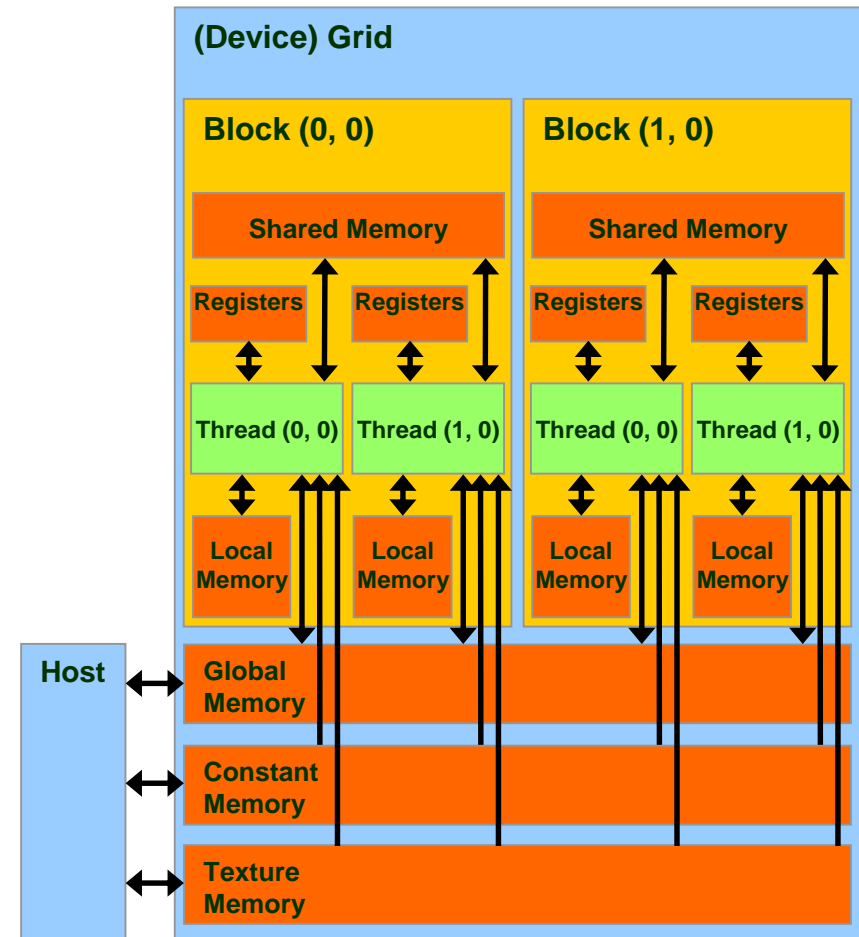 (Device) Grid
Block (0, 0)
Block (1, 0)
Shared Memory
Shared Memory
Registers
Registers
Registers
Registers
Thread (0, 0)
Thread (1, 0)
Thread (0, 0)
Thread (1, 0)
Local
Memory
Local
Memory
Local
Memory
Local
Memory
Host
Global
Memory
Constant
Memory
Texture
Memory